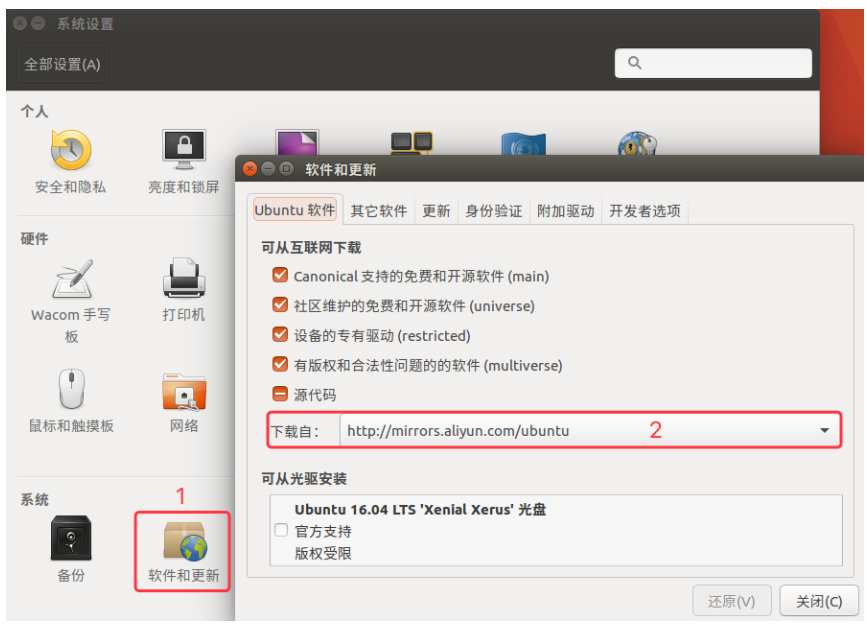 系统设置
全部设置(A)
个人
安全和隐私
亮度和锁屏
硬件
Wacom 手写
板
打印机
鼠标和触摸板
网络
系统
1
备份
软件和更新
软件和更新
Ubuntu 软件 其它软件 更新 身份验证 附加驱动 开发者选项
可从互联网下载
Canonical 支持的免费和开源软件 (main)
社区维护的免费和开源软件 (universe)
设备的专有驱动 (restricted)
有版权和合法性问题的的软件 (multiverse)
源代码
下载自： http://mirrors.aliyun.com/ubuntu 2
可从光驱安装
Ubuntu 16.04 LTS 'Xenial Xerus' 光盘
官方支持
版权受限
还原(V) 关闭(C)